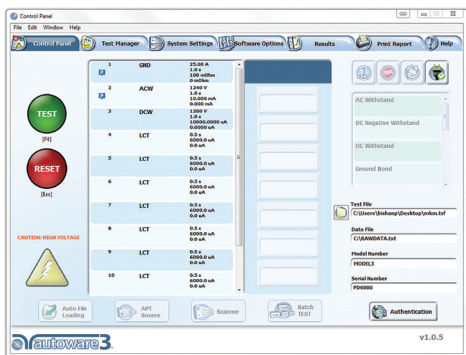 Control Panel
File Edit Window Help
Control Panel Test Manager System Settings Software Options Results Print Report Help
1 GND 25.00 A
1.0 s
100 mOhm
0 mOhm
2 ACW 1240 V
1.0 s
10.000 mA
0.000 mA
3 DCW 1200 V
1.0 s
10000.0000 uA
0.0000 uA
4 LCT 0.5 s
6000.0 uA
0.0 uA
5 LCT 0.5 s
6000.0 uA
0.0 uA
6 LCT 0.5 s
6000.0 uA
0.0 uA
7 LCT 0.5 s
6000.0 uA
0.0 uA
8 LCT 0.5 s
6000.0 uA
0.0 uA
9 LCT 0.5 s
6000.0 uA
0.0 uA
10 LCT 0.5 s
6000.0 uA
0.0 uA
TEST
[F4]
RESET
[Esc]
CAUTION: HIGH VOLTAGE
AC Withstand
DC Negative Withstand
DC Withstand
Ground Bond
Test File
C:\Users\bishanp\Desktop\mkm.tsf
Data File
C:\RAWDATA.txt
Model Number
MODEL3
Serial Number
PD6000
Auto File Loading
APT Source
Scanner
Batch TEST
Authentication
autoware3.
v1.0.5